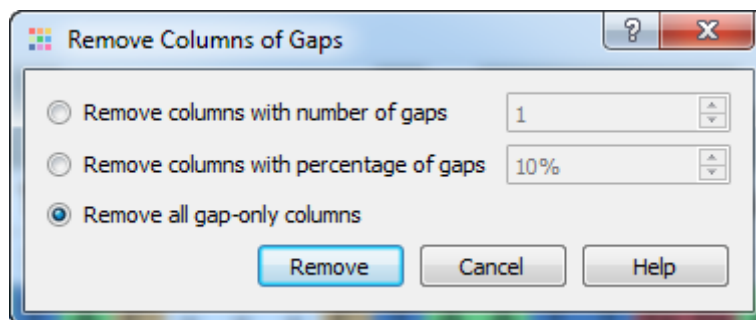 Remove Columns of Gaps ? X
Remove columns with number of gaps 1
Remove columns with percentage of gaps 10%
Remove all gap-only columns
Remove Cancel Help